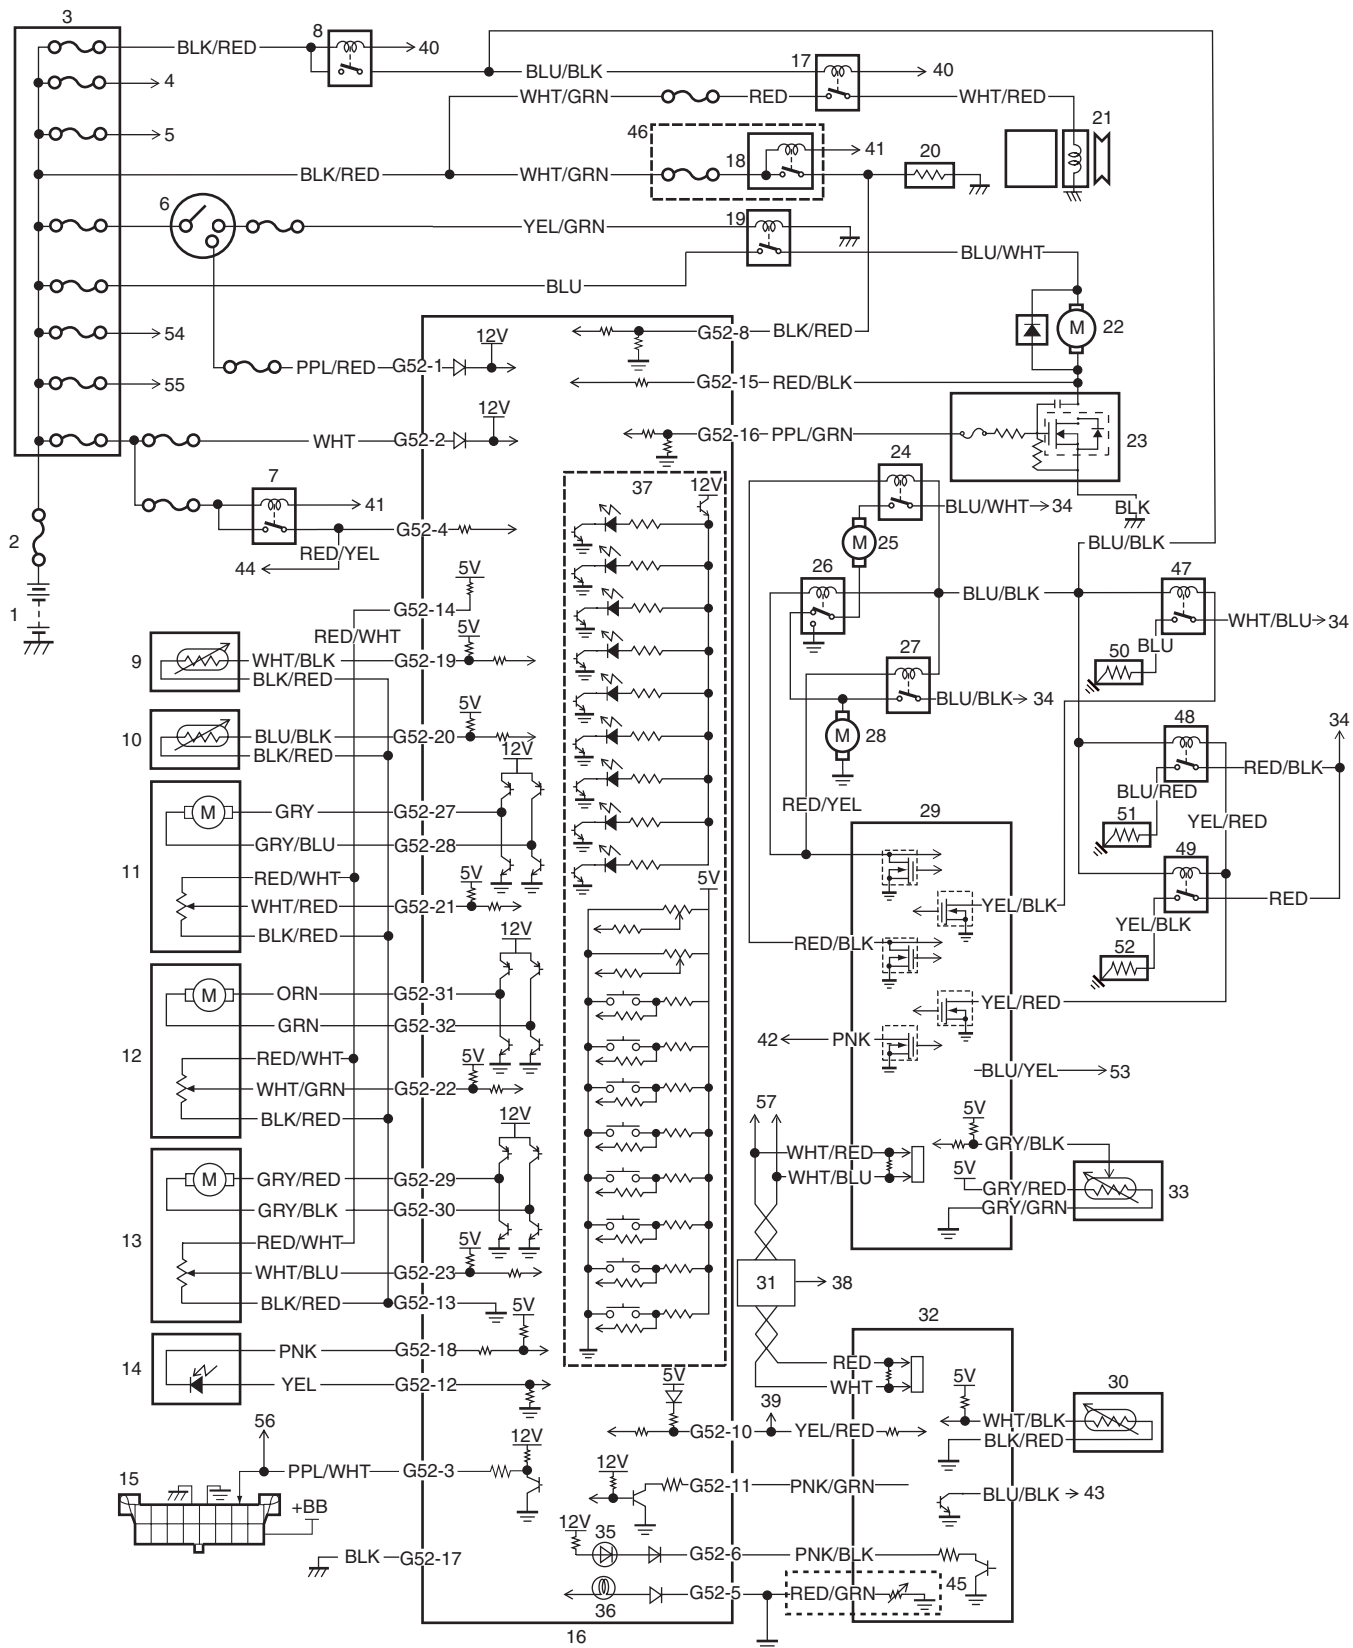 3
8
BLK/RED
40
4
BLU/BLK
17
40
WHT/GRN
RED
WHT/RED
5
46
21
18
41
20
BLK/RED
WHT/GRN
6
19
YEL/GRN
BLU/WHT
BLU
12V
G52-8 BLK/RED
M
22
54
PPL/RED
G52-1
G52-15
RED/BLK
55
12V
WHT
G52-2
G52-16
PPL/GRN
23
24
7
37
12V
41
BLU/WHT
34
BLK
2
G52-4
M
25
BLU/BLK
RED/YEL
44
5V
26
47
1
G52-14
BLU/BLK
RED/WHT
5V
WHT/BLU
34
9
WHT/BLK
G52-19
27
50
BLU
BLK/RED
5V
BLU/BLK
34
48
34
10
BLU/BLK
G52-20
M
28
BLK/RED
12V
RED/BLK
BLU/RED
M
GRY
G52-27
RED/YEL
29
51
YEL/RED
GRY/BLU
G52-28
49
11
RED/WHT
5V
5V
WHT/RED
G52-21
YEL/BLK
RED
BLK/RED
12V
YEL/BLK
RED/BLK
52
M
ORN
G52-31
YEL/RED
GRN
G52-32
42
PNK
12
RED/WHT
5V
WHT/GRN
G52-22
BLU/YEL
53
BLK/RED
12V
57
5V
GRY/BLK
WHT/RED
M
GRY/RED
G52-29
WHT/BLU
5V
GRY/RED
33
GRY/BLK
G52-30
GRY/GRN
13
RED/WHT
5V
WHT/BLU
G52-23
31
38
BLK/RED
G52-13
5V
32
14
PNK
G52-18
RED
YEL
G52-12
5V
WHT
5V
30
39
56
12V
G52-10
YEL/RED
WHT/BLK
BLK/RED
15
PPL/WHT
G52-3
12V
G52-11
PNK/GRN
BLU/BLK
43
+BB
12V
35
BLK
G52-17
G52-6
PNK/BLK
45
G52-5
RED/GRN
36
16